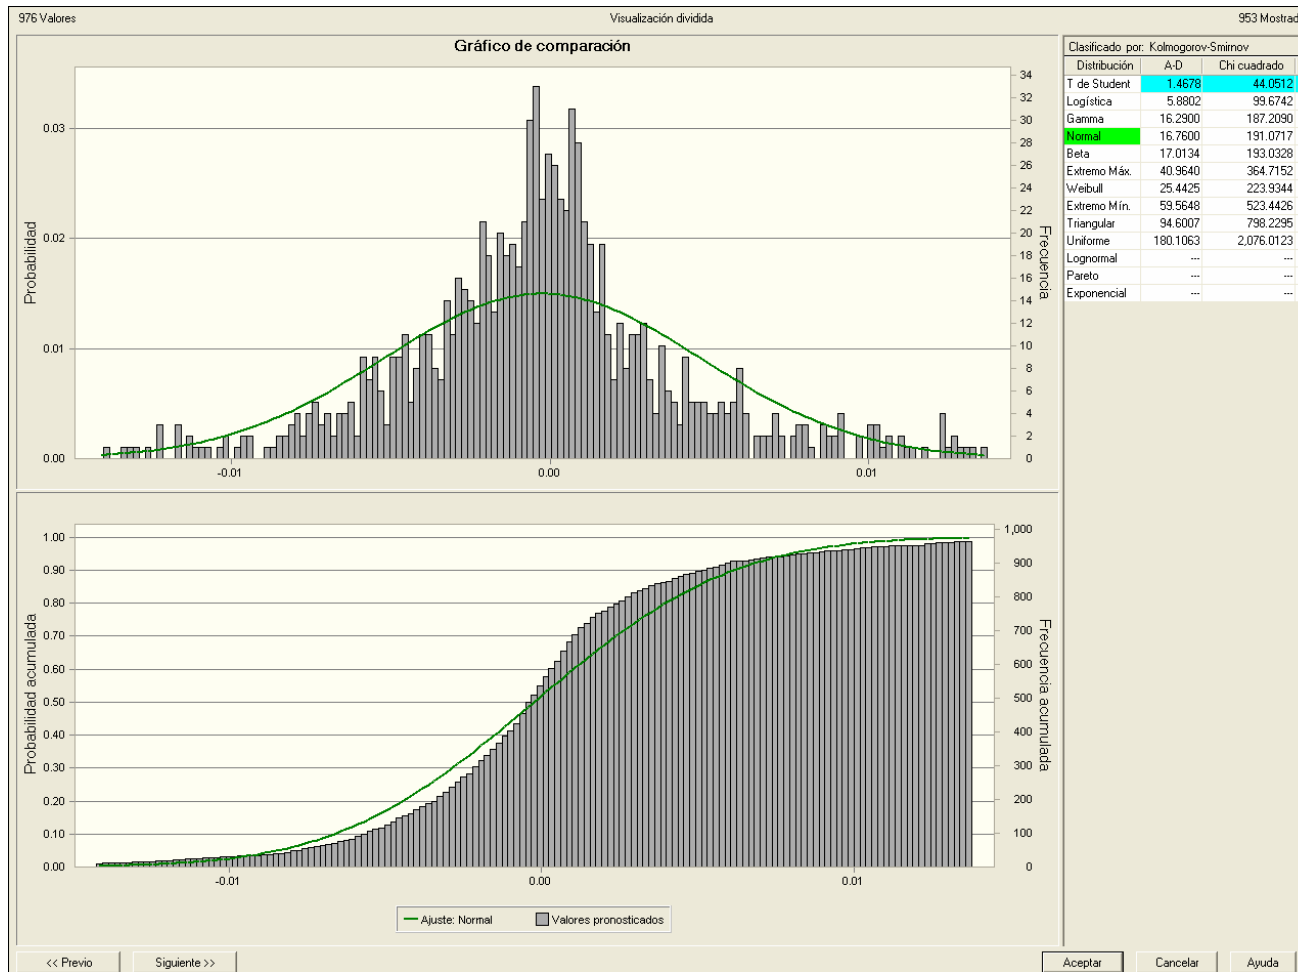 976 Valores Visualización dividida 953 Mostrad
Gráfico de comparación
Probabilidad
0.03
0.02
0.01
0.00
-0.01 0.00 0.01
34
32
30
28
26
24
22
20
18
16
14
12
10
8
6
4
2
0
Frecuencia
Probabilidad acumulada
1.00
0.90
0.80
0.70
0.60
0.50
0.40
0.30
0.20
0.10
0.00
-0.01 0.00 0.01
1,000
900
800
700
600
500
400
300
200
100
0
Frecuencia acumulada
Ajuste: Normal Valores pronosticados
Clasificado por: Kolmogorov-Smirnov
Distribución A-D Chi cuadrado
T de Student 1.4678 44.0512
Logística 5.8802 99.6742
Gamma 16.2900 187.2090
Normal 16.7600 191.0717
Beta 17.0134 193.0328
Extremo Máx. 40.9640 364.7152
Weibull 25.4425 223.9344
Extremo Mín. 59.5648 523.4426
Triangular 94.6007 798.2295
Uniforme 180.1063 2,076.0123
Lognormal --- ---
Pareto --- ---
Exponencial --- ---
<< Previo Siguiente >> Aceptar Cancelar Ayuda